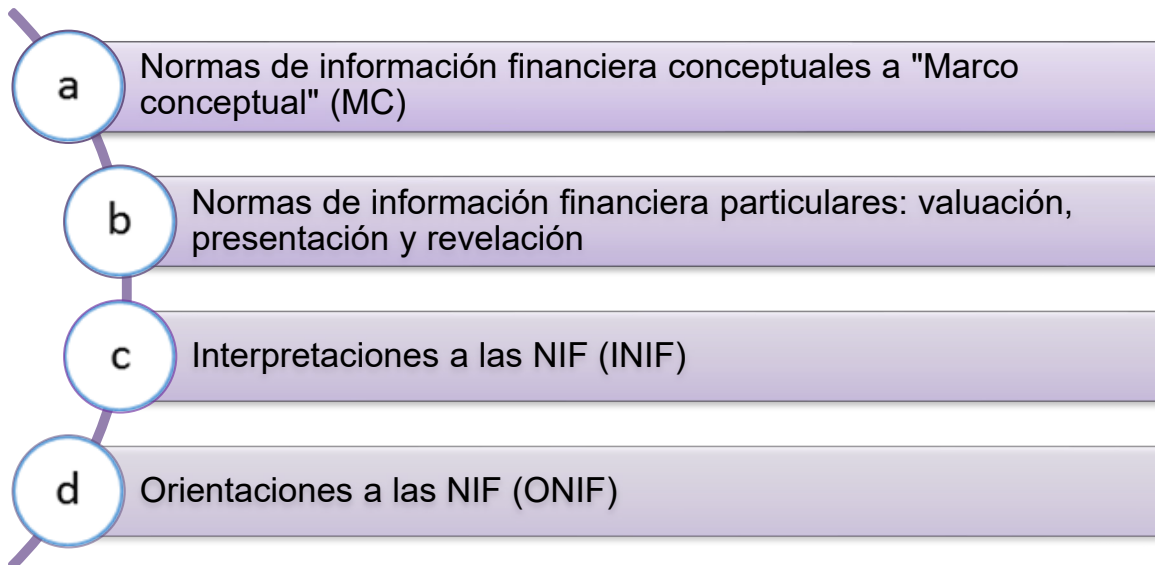 a
Normas de información financiera conceptuales a "Marco
conceptual" (MC)
b
Normas de información financiera particulares: valuación,
presentación y revelación
c
Interpretaciones a las NIF (INIF)
d
Orientaciones a las NIF (ONIF)